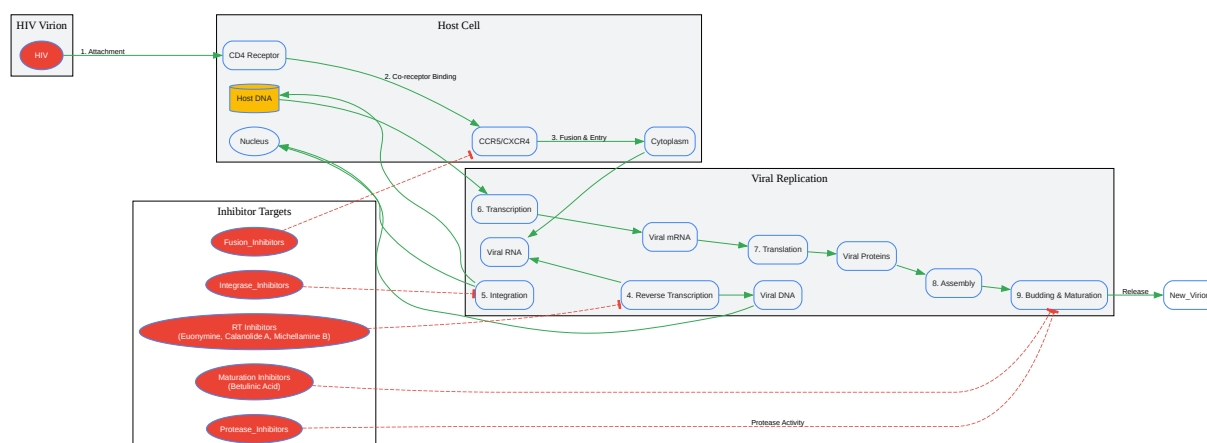 HIV Virion
HIV
1. Attachment
Host Cell
CD4 Receptor
2. Co-receptor Binding
Host DNA
Nucleus
CCR5/CXCR4
3. Fusion & Entry
Cytoplasm
Viral Replication
6. Transcription
Viral mRNA
7. Translation
Viral Proteins
Viral RNA
8. Assembly
5. Integration
4. Reverse Transcription
Viral DNA
9. Budding & Maturation
Release
New_Virion
Inhibitor Targets
Fusion_Inhibitors
Integrase_Inhibitors
RT Inhibitors
(Euonymine, Calanolide A, Michellamine B)
Maturation Inhibitors
(Betulinic Acid)
Protease_Inhibitors
Protease Activity